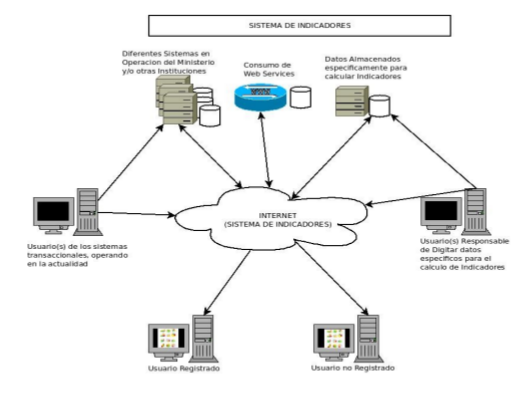 SISTEMA DE INDICADORES
Diferentes Sistemas en
Operacion del Ministerio
y/o otras Instituciones
Consumo de
Web Services
Datos Almacenados
especificamente para
calcular Indicadores
INTERNET
(SISTEMA DE INDICADORES)
Usuario(s) de los sistemas
transaccionales, operando
en la actualidad
Usuario(s) Responsable
de Digitar datos
específicos para el
calculo de Indicadores
Usuario Registrado
Usuario no Registrado